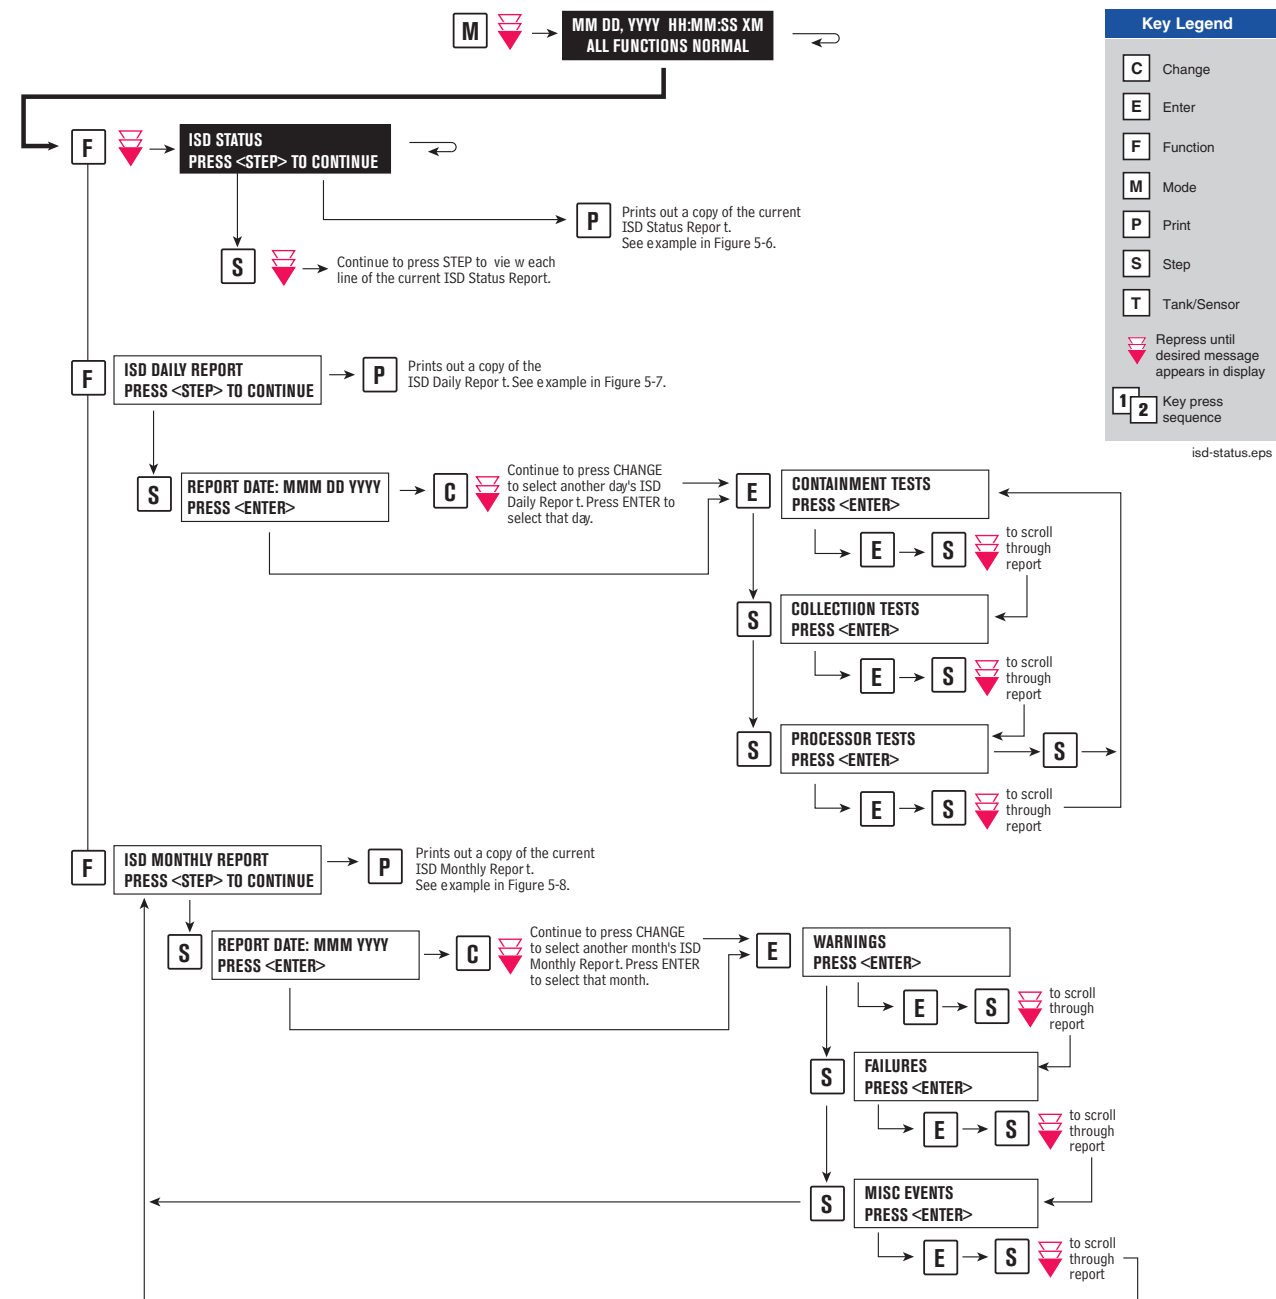 M
MM DD, YYYY HH:MM:SS XM
ALL FUNCTIONS NORMAL
Key Legend
C Change
E Enter
F Function
M Mode
P Print
S Step
T Tank/Sensor
Repress until
desired message
appears in display
1 2 Key press
sequence
isd-status.eps
F
ISD STATUS
PRESS <STEP> TO CONTINUE
P
Prints out a copy of the current
ISD Status Repor t.
See example in Figure 5-6.
S
Continue to press STEP to vie w each
line of the current ISD Status Report.
F
ISD DAILY REPORT
PRESS <STEP> TO CONTINUE
P
Prints out a copy of the
ISD Daily Repor t. See example in Figure 5-7.
S
REPORT DATE: MMM DD YYYY
PRESS <ENTER>
C
Continue to press CHANGE
to select another day's ISD
Daily Repor t. Press ENTER to
select that day.
E
CONTAINMENT TESTS
PRESS <ENTER>
E
S
to scroll
through
report
S
COLLECTIION TESTS
PRESS <ENTER>
E
S
to scroll
through
report
S
PROCESSOR TESTS
PRESS <ENTER>
S
E
S
to scroll
through
report
F
ISD MONTHLY REPORT
PRESS <STEP> TO CONTINUE
P
Prints out a copy of the current
ISD Monthly Repor t.
See example in Figure 5-8.
S
REPORT DATE: MMM YYYY
PRESS <ENTER>
C
Continue to press CHANGE
to select another month's ISD
Monthly Report. Press ENTER
to select that month.
E
WARNINGS
PRESS <ENTER>
E
S
to scroll
through
report
S
FAILURES
PRESS <ENTER>
E
S
to scroll
through
report
S
MISC EVENTS
PRESS <ENTER>
E
S
to scroll
through
report